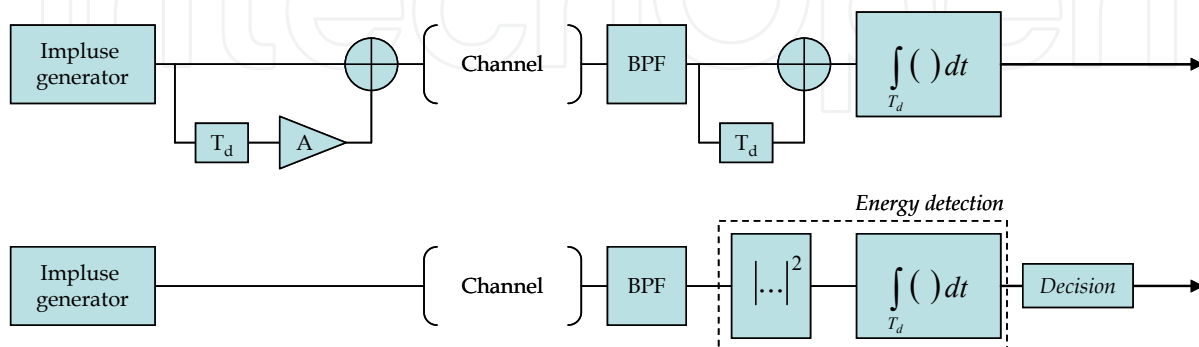 Impluse
generator
T_d
A
Channel
BPF
T_d
∫_{T_d} ( ) dt
Energy detection
Impluse
generator
Channel
BPF
|...|²
∫_{T_d} ( ) dt
Decision